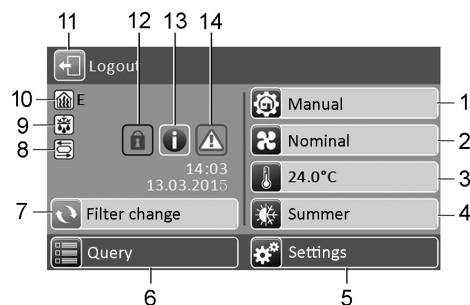 11
12 13 14
Logout
10 E
9
8
Manual 1
Nominal 2
24.0°C 3
Summer 4
14:03
13.03.2015
7 Filter change
Query
Settings
6
5